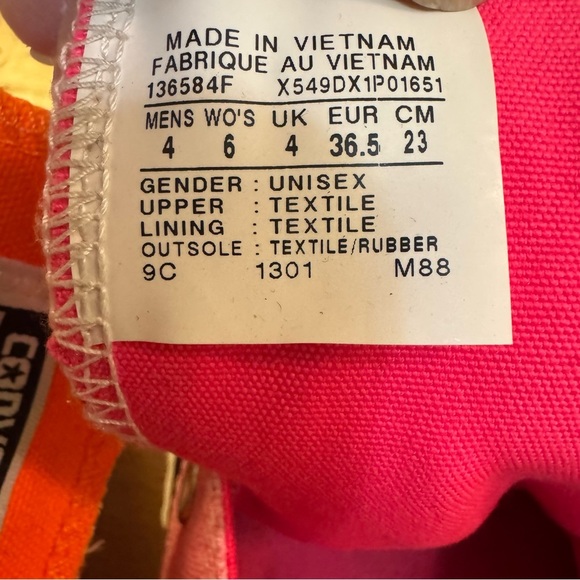 MADE IN VIETNAM
FABRIQUE AU VIETNAM
136584F X549DX1P01651
MENS WO'S UK EUR CM
4 6 4 36.5 23
GENDER : UNISEX
UPPER : TEXTILE
LINING : TEXTILE
OUTSOLE : TEXTILE/RUBBER
9C 1301 M88